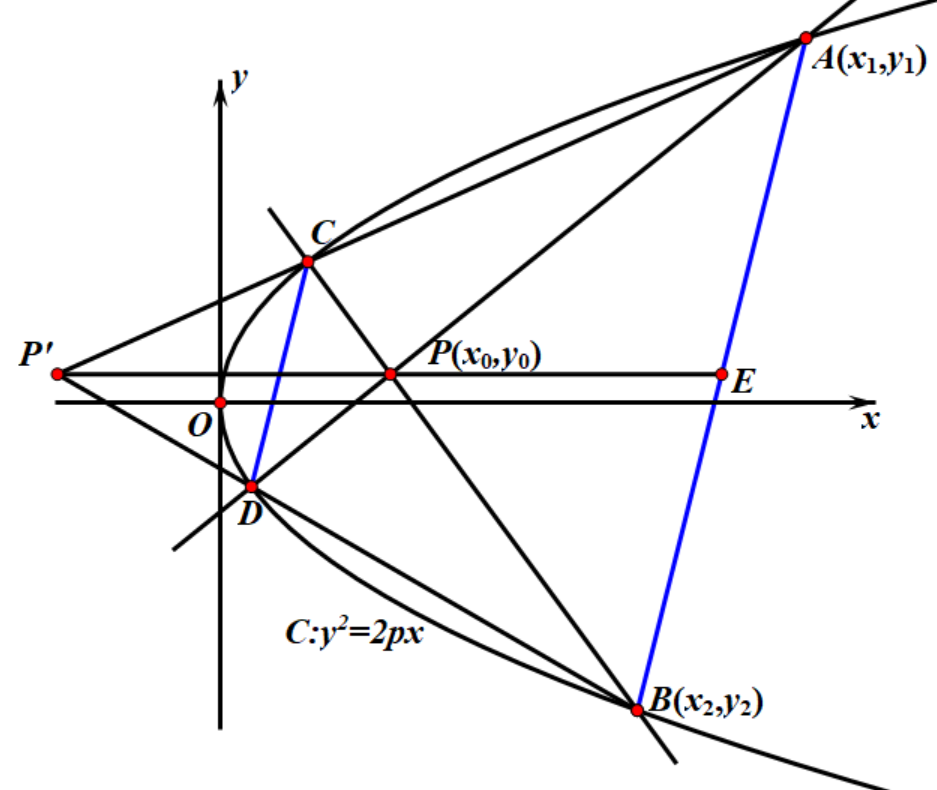 y
A(x₁,y₁)
C
P'
P(x₀,y₀)
E
O
x
D
C:y²=2px
B(x₂,y₂)